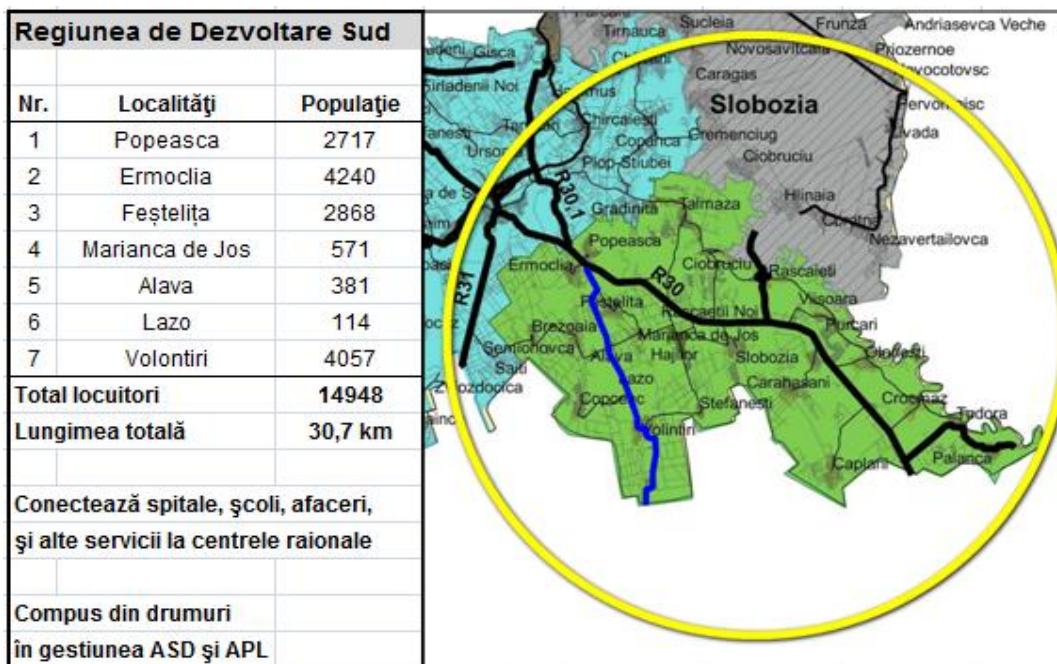 Regiunea de Dezvoltare Sud
Nr. Localităţi Populaţie
1 Popeasca 2717
2 Ermoclia 4240
3 Feștelița 2868
4 Marianca de Jos 571
5 Alava 381
6 Lazo 114
7 Volontiri 4057
Total locuitori 14948
Lungimea totală 30,7 km
Conectează spitale, şcoli, afaceri,
şi alte servicii la centrele raionale
Compus din drumuri
în gestiunea ASD şi APL
Sucleia
Frunza
Andriasevca Veche
Tirnauca
Novosavitcaia
Priozernoe
Gisca
Caragas
Slobozia
Chircaiesti
Copanca
Cremenciug
Ciobruciu
Plop-Stiubei
Hlinaia
R30,1
Gradinita
Talmaza
Nezavertailovca
Popeasca
Ermoclia
R30
Ciobruciu
Rascaieti
R31
Viisoara
Purcari
Brezoaia
Marianca de Jos
Semionovca
Alava
Slobozia
Saiti
Carahasani
Stefanesti
Crocmaz
Tudora
Caplani
Palanca